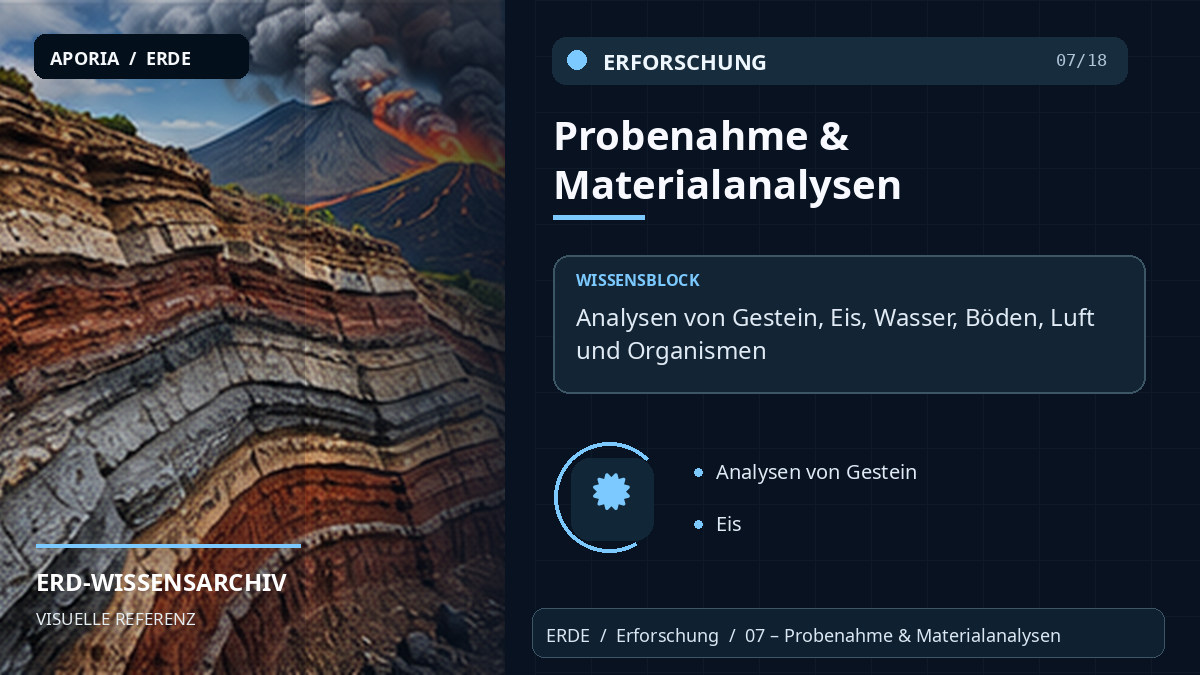 APORIA / ERDE
ERD-WISSENSARCHIV
VISUELLE REFERENZ
ERFORSCHUNG
07/18
Probenahme &
Materialanalysen
WISSENSBLOCK
Analysen von Gestein, Eis, Wasser, Böden, Luft
und Organismen
Analysen von Gestein
Eis
ERDE / Erforschung / 07 – Probenahme & Materialanalysen